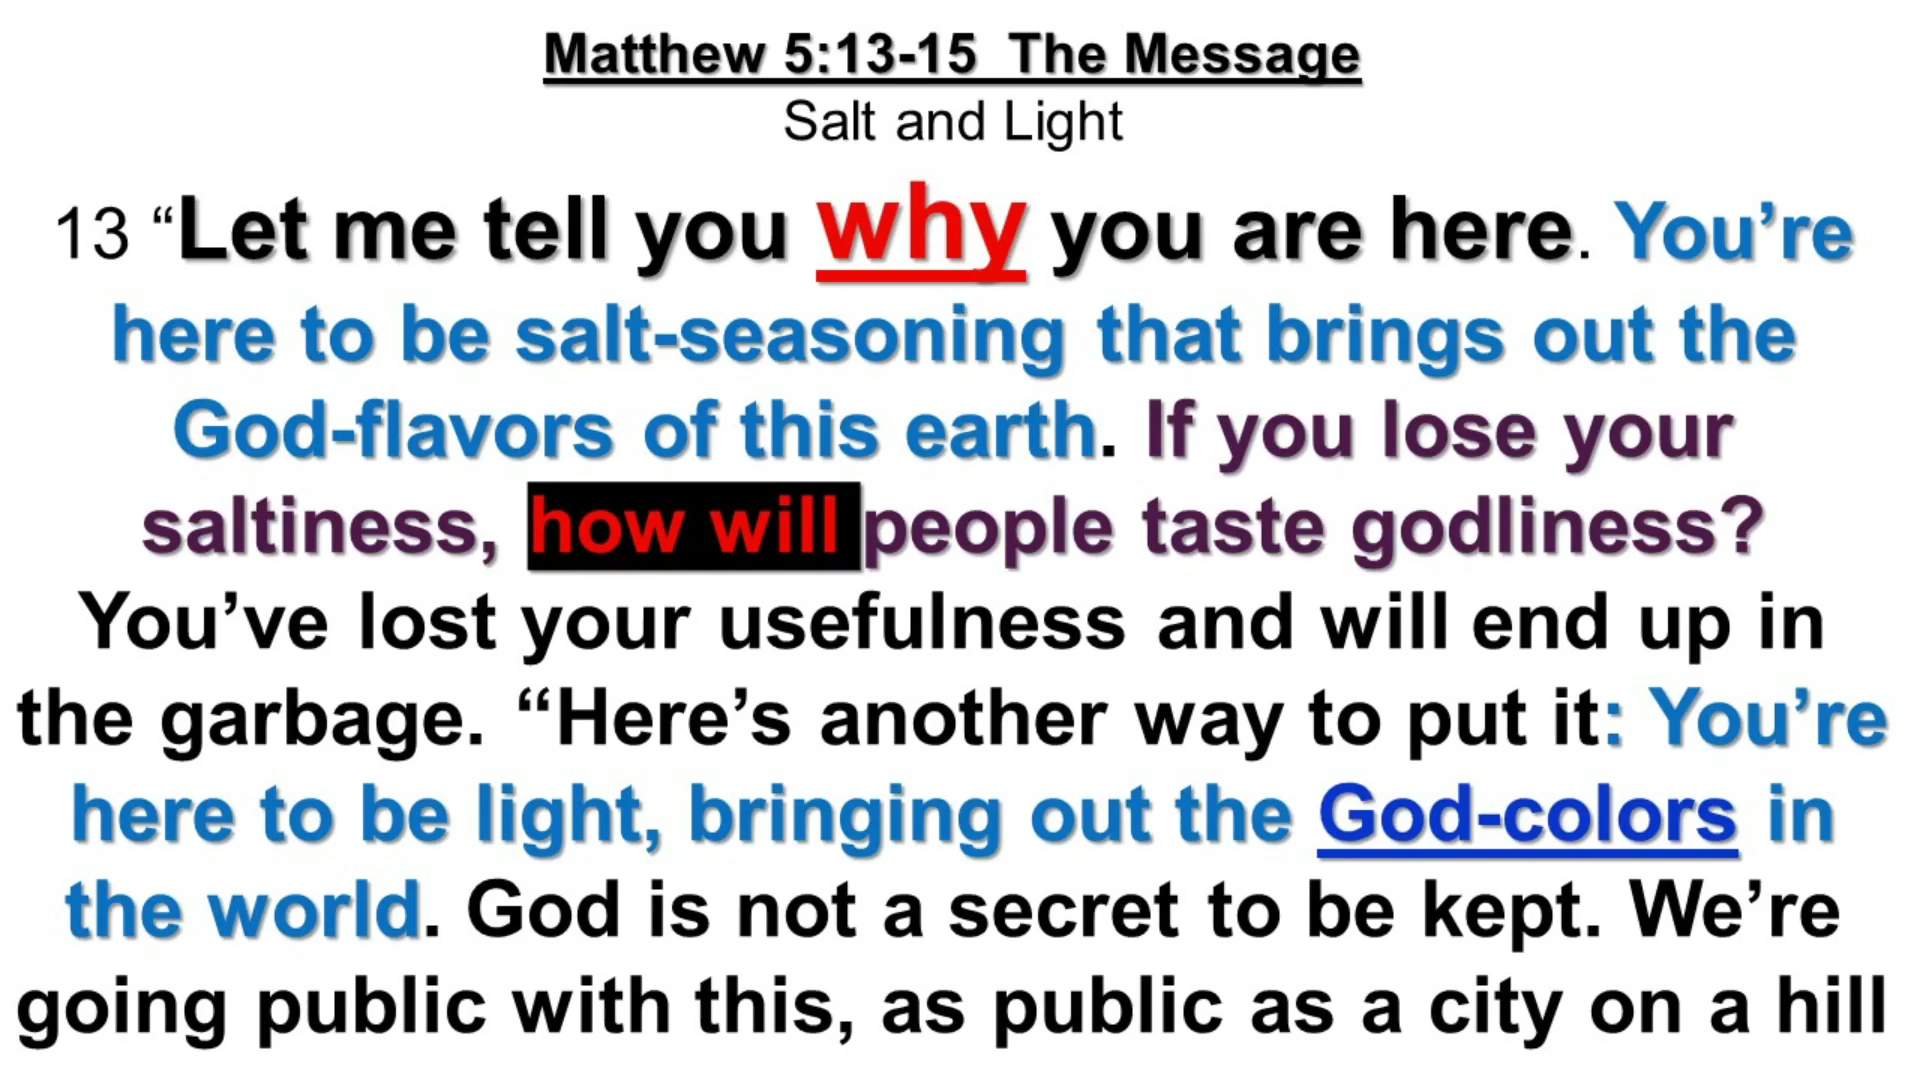 Matthew 5:13-15  The Message
Salt and Light
13 “Let me tell you why you are here. You’re
here to be salt-seasoning that brings out the
God-flavors of this earth. If you lose your
saltiness, how will people taste godliness?
You’ve lost your usefulness and will end up in
the garbage. “Here’s another way to put it: You’re
here to be light, bringing out the God-colors in
the world. God is not a secret to be kept. We’re
going public with this, as public as a city on a hill